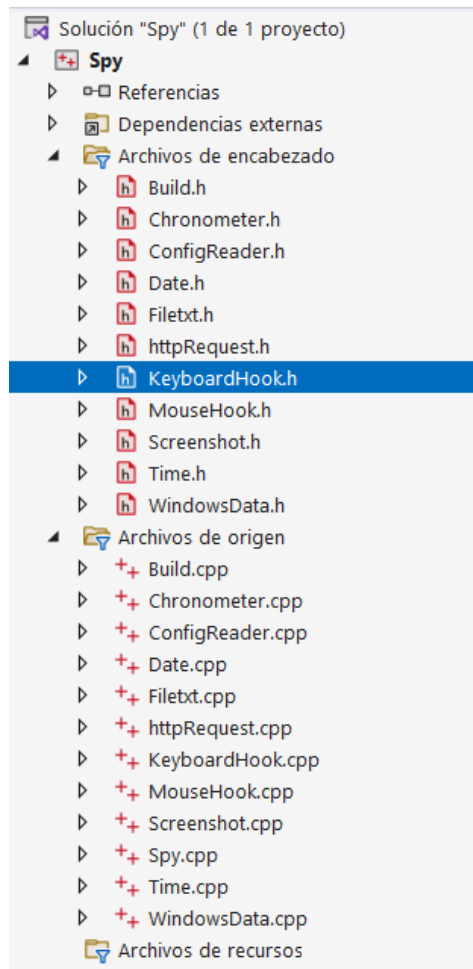 Solución "Spy" (1 de 1 proyecto)
Spy
Referencias
Dependencias externas
Archivos de encabezado
Build.h
Chronometer.h
ConfigReader.h
Date.h
Filetxt.h
httpRequest.h
KeyboardHook.h
MouseHook.h
Screenshot.h
Time.h
WindowsData.h
Archivos de origen
Build.cpp
Chronometer.cpp
ConfigReader.cpp
Date.cpp
Filetxt.cpp
httpRequest.cpp
KeyboardHook.cpp
MouseHook.cpp
Screenshot.cpp
Spy.cpp
Time.cpp
WindowsData.cpp
Archivos de recursos